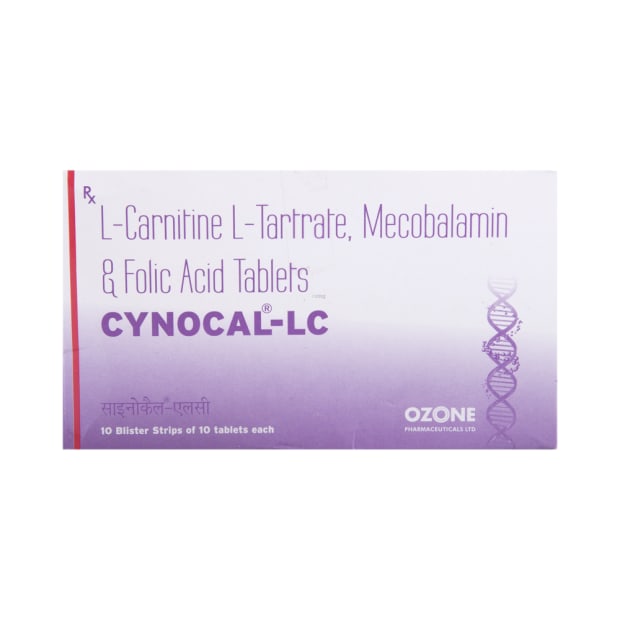 Rx
L-Carnitine L-Tartrate, Mecobalamin
& Folic Acid Tablets
CYNOCAL®-LC
साइनोकैल®-एलसी
10 Blister Strips of 10 tablets each
OZONE
PHARMACEUTICALS LTD